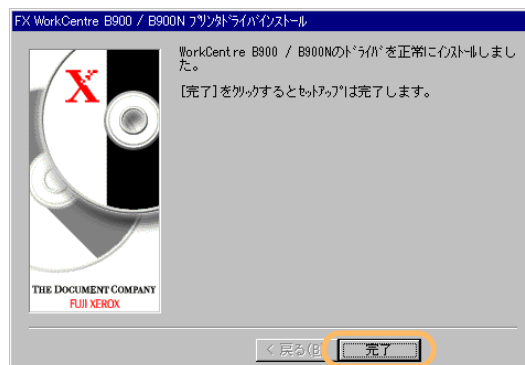 FX WorkCentre B900 / B900N プリンタドライバインストール
WorkCentre B900 / B900Nのドライバを正常にインストールしまし
た。
[完了]をクリックするとセットアップは完了します。
X
THE DOCUMENT COMPANY
FUJI XEROX
< 戻る(B)
完了